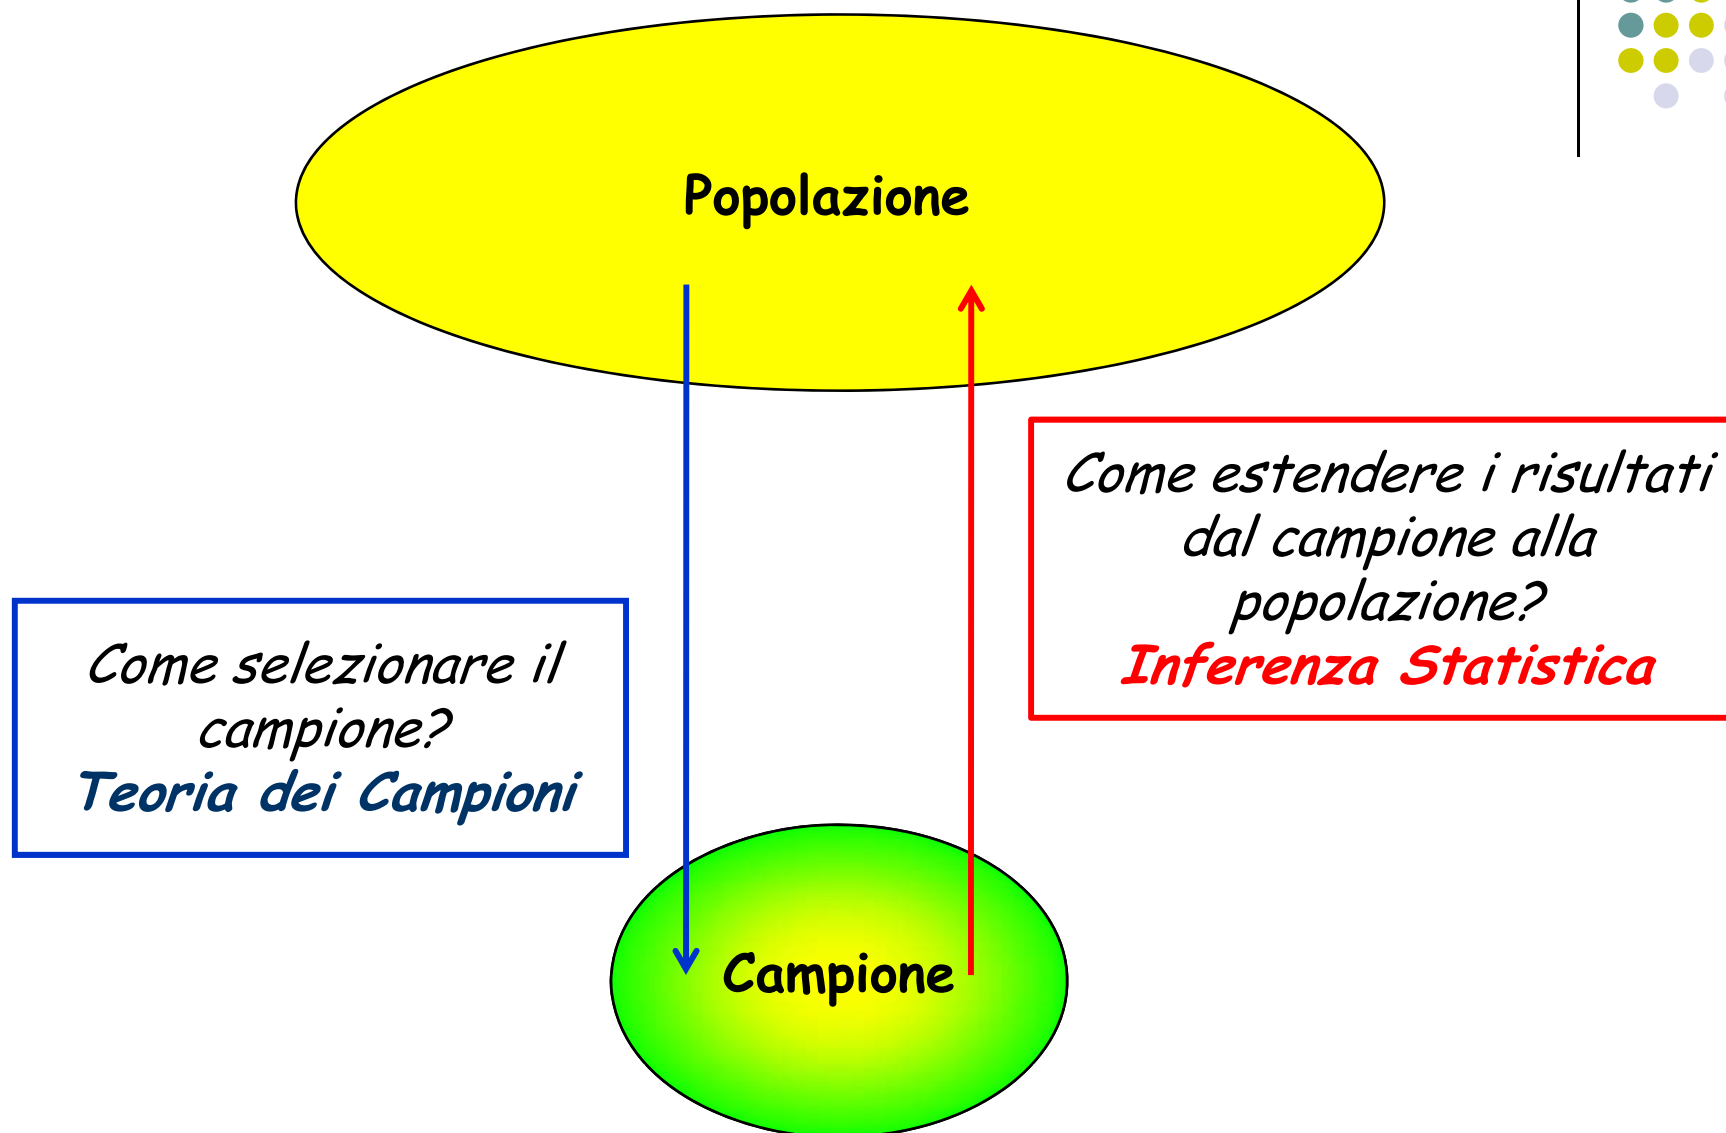 Popolazione
Come estendere i risultati
dal campione alla
popolazione?
Inferenza Statistica
Come selezionare il
campione?
Teoria dei Campioni
Campione